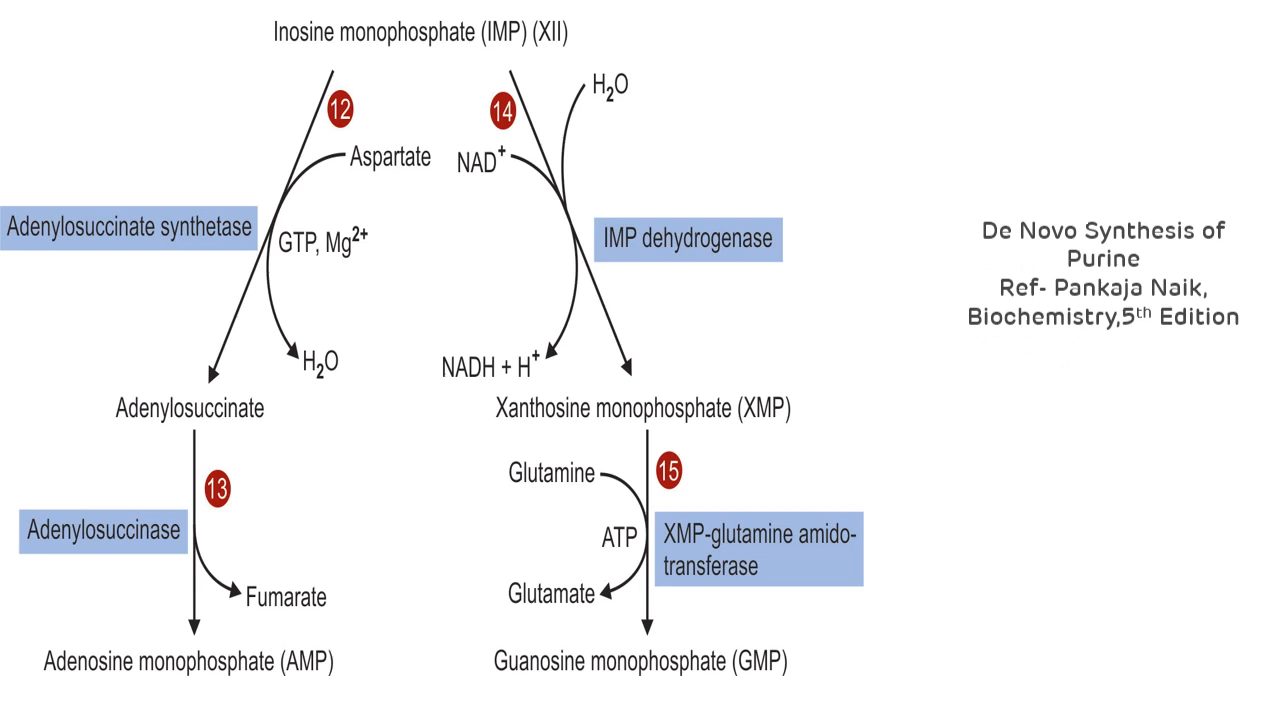 Inosine monophosphate (IMP) (XII)
H₂O
12
14
Aspartate
NAD⁺
Adenylosuccinate synthetase
GTP, Mg²⁺
IMP dehydrogenase
De Novo Synthesis of
Purine
Ref- Pankaja Naik,
Biochemistry,5ᵗʰ Edition
H₂O
NADH + H⁺
Adenylosuccinate
Xanthosine monophosphate (XMP)
Glutamine
15
13
Adenylosuccinase
ATP
XMP-glutamine amido-
transferase
Fumarate
Glutamate
Adenosine monophosphate (AMP)
Guanosine monophosphate (GMP)